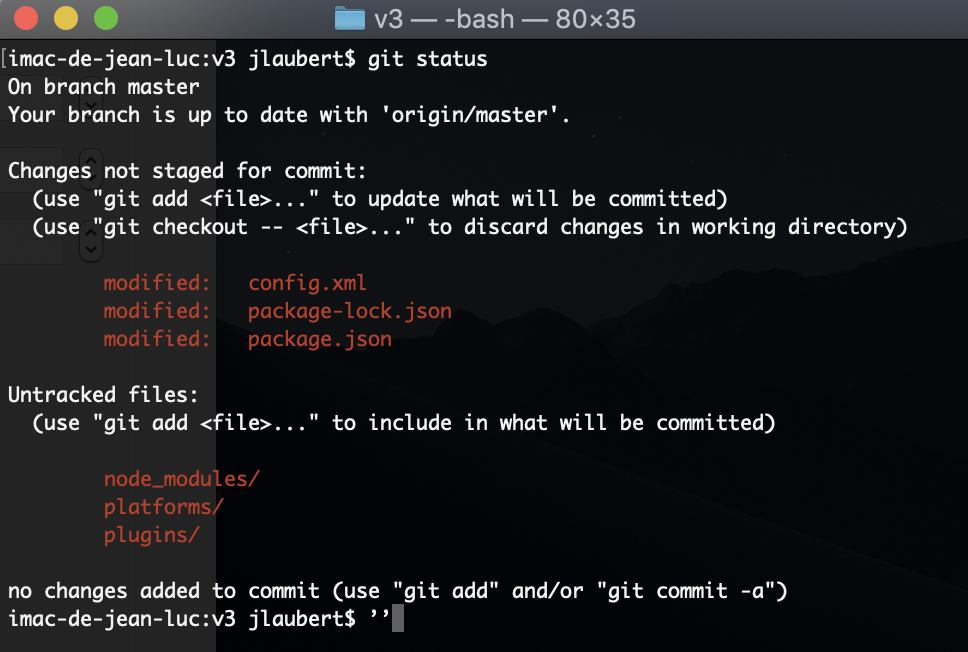 v3 — -bash — 80×35
[imac-de-jean-luc:v3 jlaubert$ git status
On branch master
Your branch is up to date with 'origin/master'.
Changes not staged for commit:
(use "git add <file>..." to update what will be committed)
(use "git checkout -- <file>..." to discard changes in working directory)
modified: config.xml
modified: package-lock.json
modified: package.json
Untracked files:
(use "git add <file>..." to include in what will be committed)
node_modules/
platforms/
plugins/
no changes added to commit (use "git add" and/or "git commit -a")
imac-de-jean-luc:v3 jlaubert$ ’’